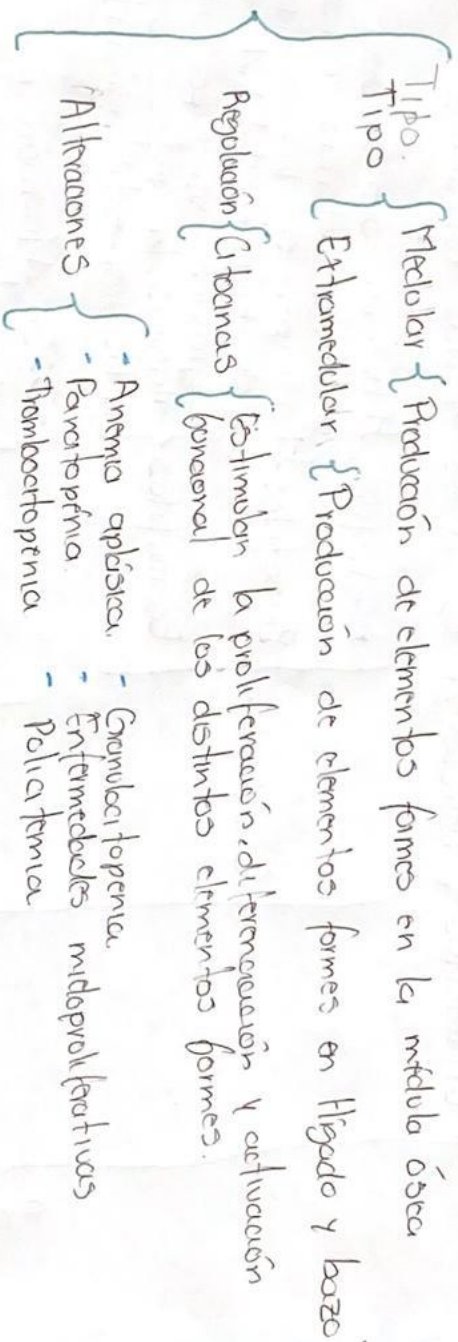 Tipo.
Tipo { Medular { Producción de elementos formes en la médula ósea
Extramedular { Producción de elementos formes en Hígado y bazo
Regulación { Citocinas { Estimulan la proliferación, diferenciación y activación
funcional de los distintos elementos formes.
Alteraciones { - Anemia aplásica - Granulocitopenia
- Pancitopenia - Enfermedades mieloproliferativas
- Trombocitopenia - Policitemia